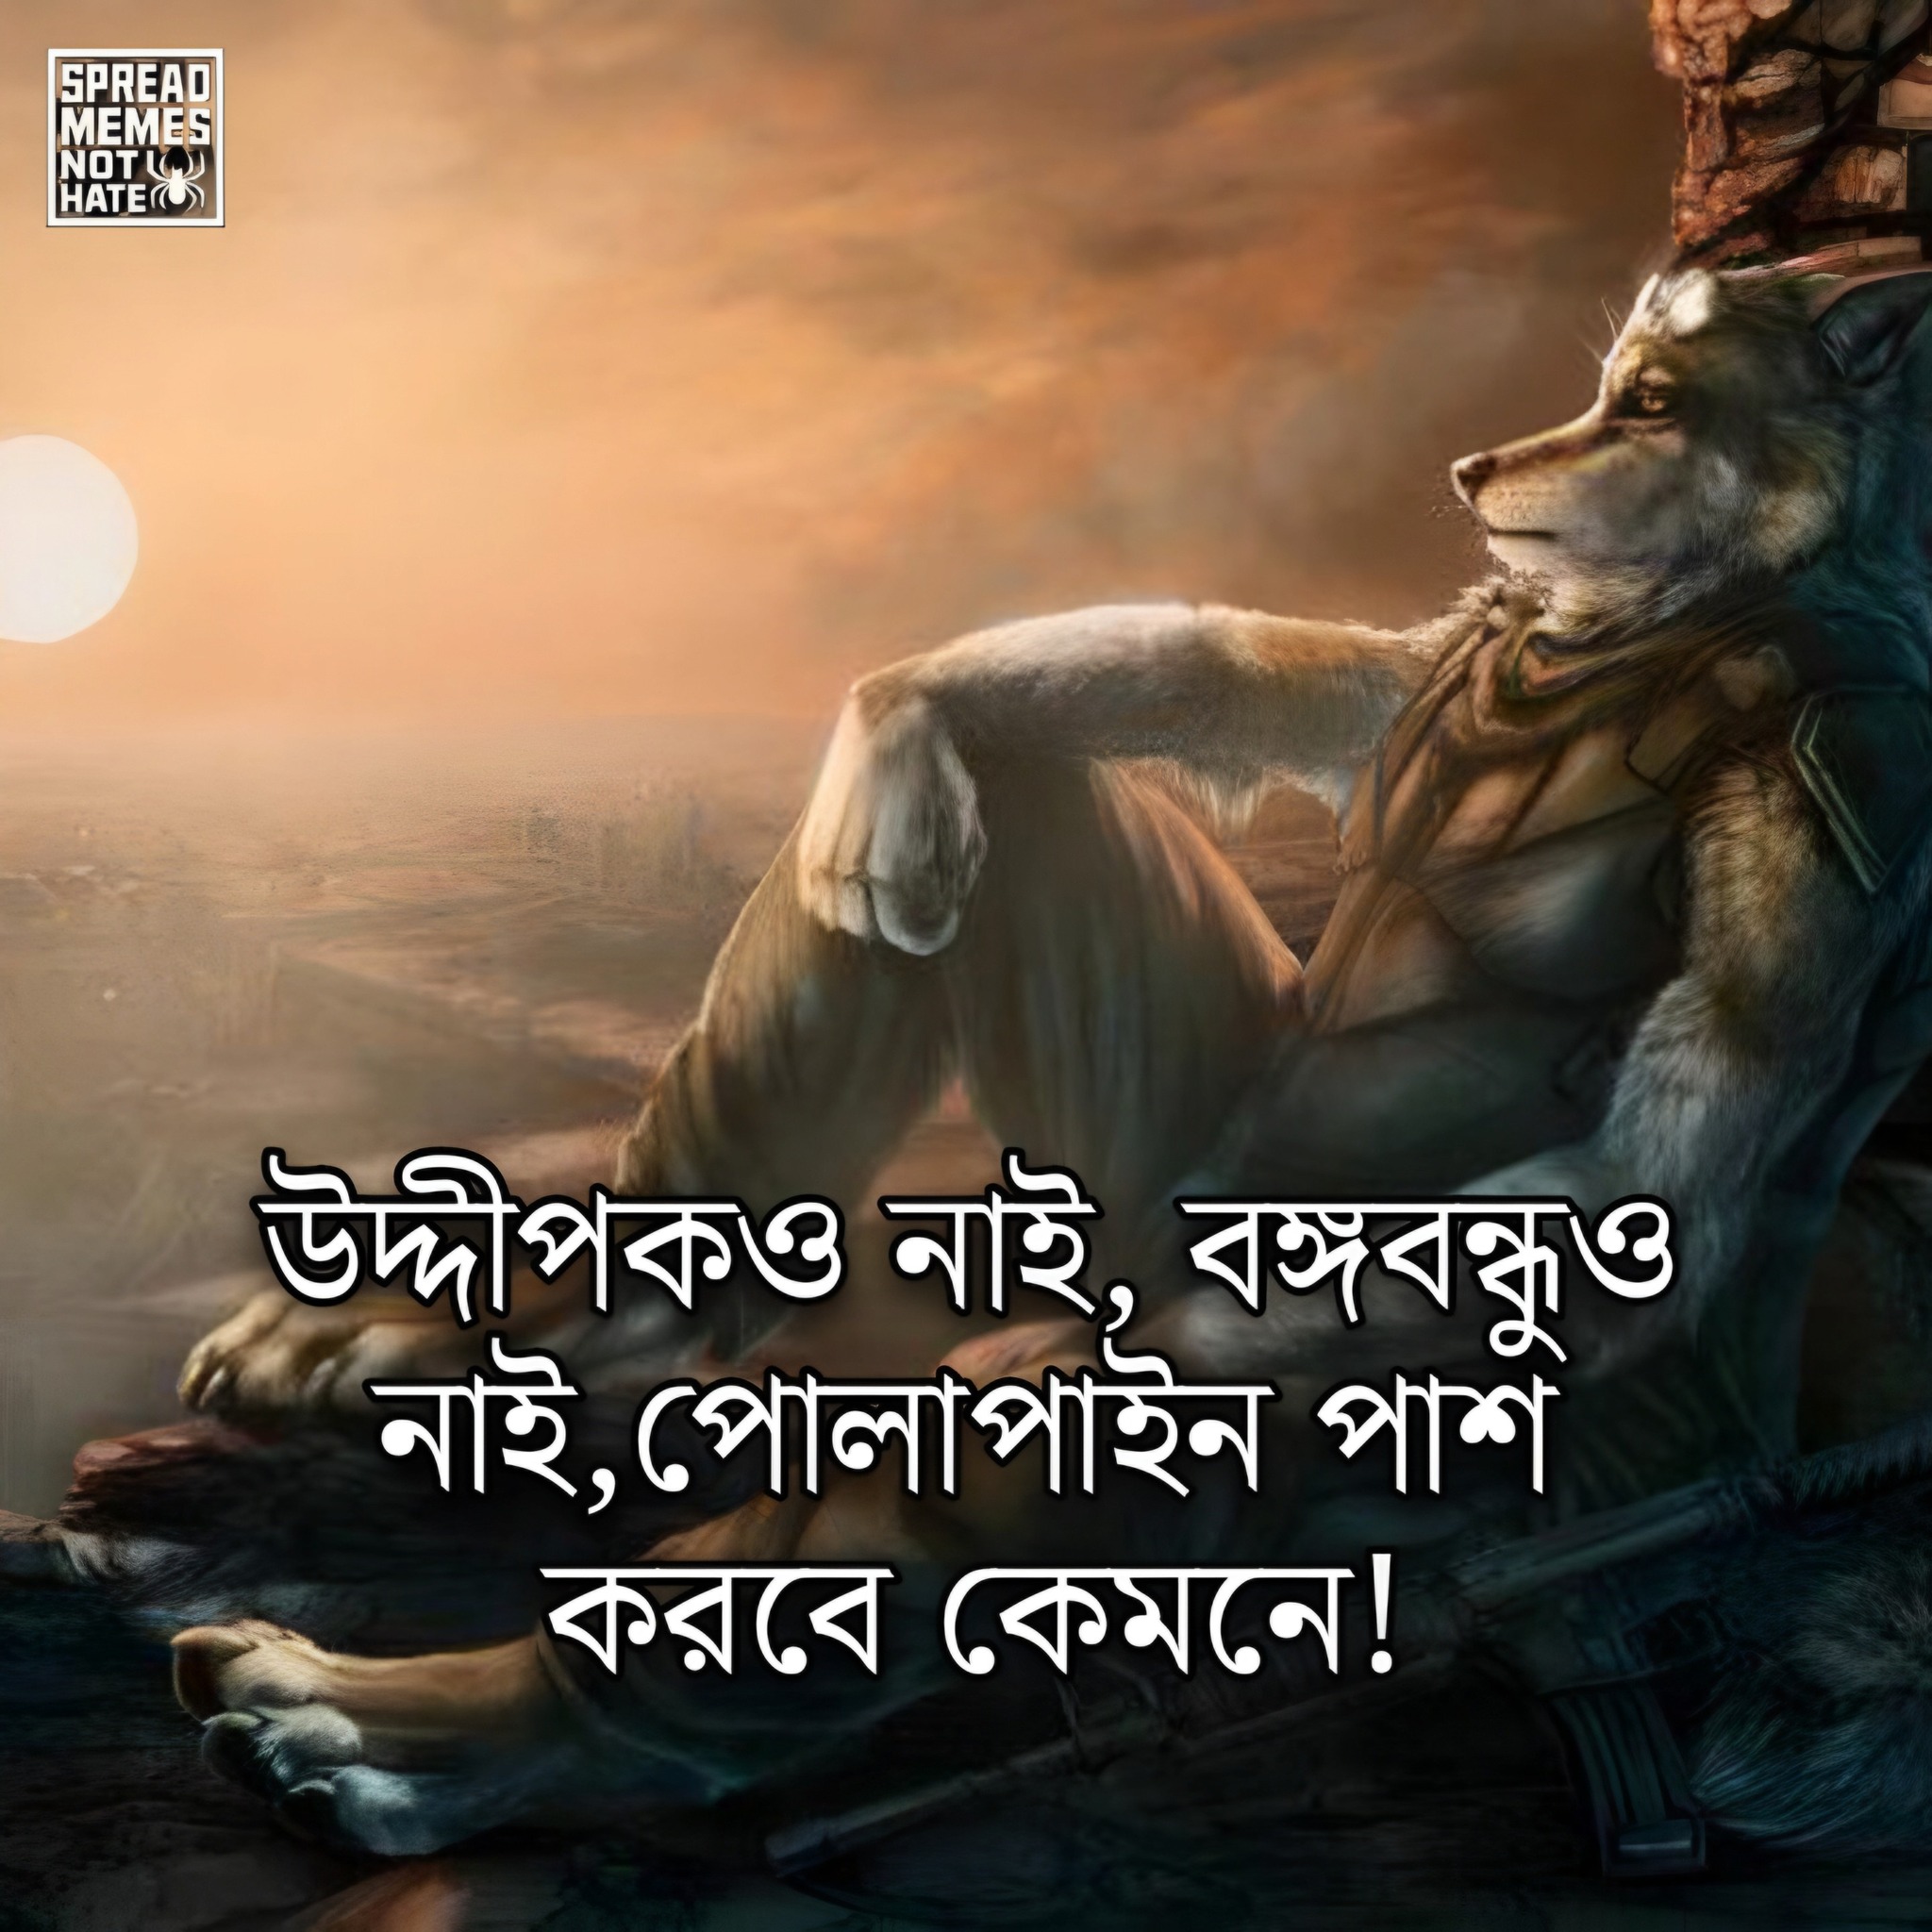 SPREAD
MEMES
NOT
HATE
উদ্দীপকও নাই, বঙ্গবন্ধুও
নাই,পোলাপাইন পাশ
করবে কেমনে!